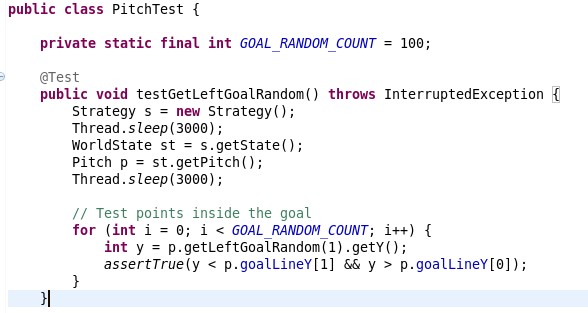 public class PitchTest {
private static final int GOAL_RANDOM_COUNT = 100;
@Test
public void testGetLeftGoalRandom() throws InterruptedException {
Strategy s = new Strategy();
Thread.sleep(3000);
WorldState st = s.getState();
Pitch p = st.getPitch();
Thread.sleep(3000);
// Test points inside the goal
for (int i = 0; i < GOAL_RANDOM_COUNT; i++) {
int y = p.getLeftGoalRandom(1).getY();
assertTrue(y < p.goalLineY[1] && y > p.goalLineY[0]);
}
}